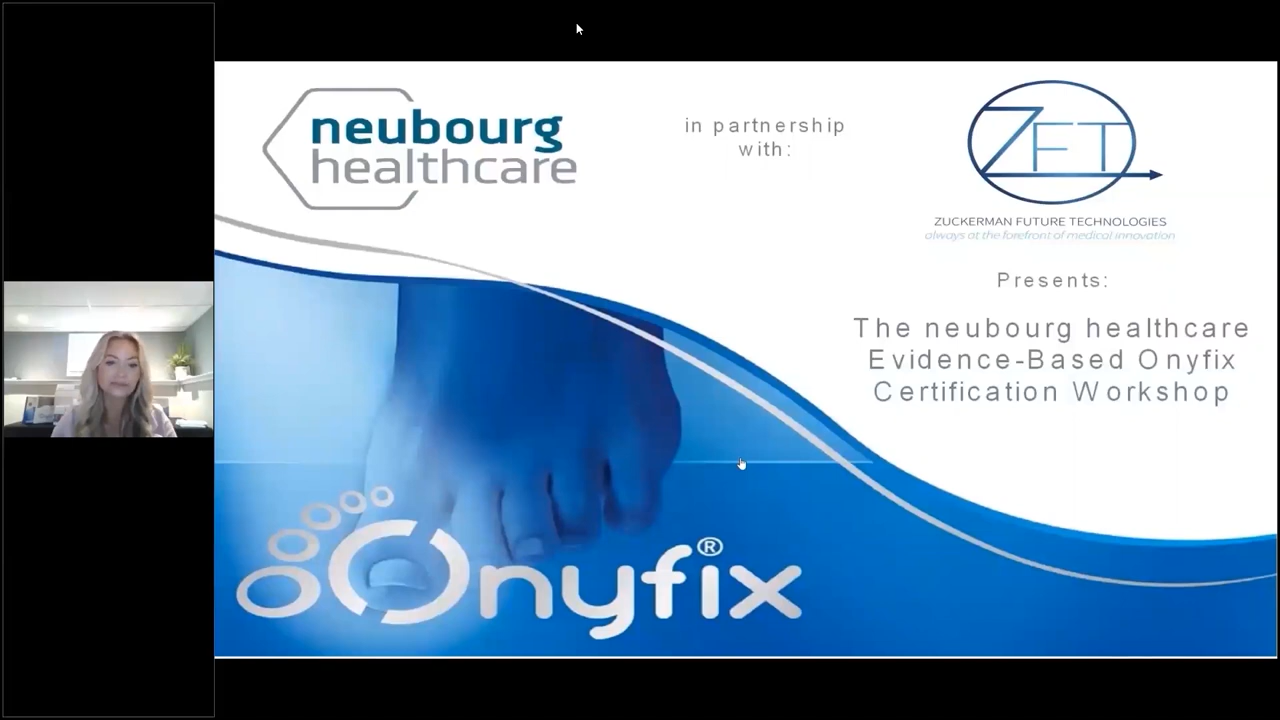 neubourg
healthcare
in partnership
with:
ZFT
ZUCKERMAN FUTURE TECHNOLOGIES
always at the forefront of medical innovation
Presents:
The neubourg healthcare
Evidence-Based Onyfix
Certification Workshop
Onyfix®